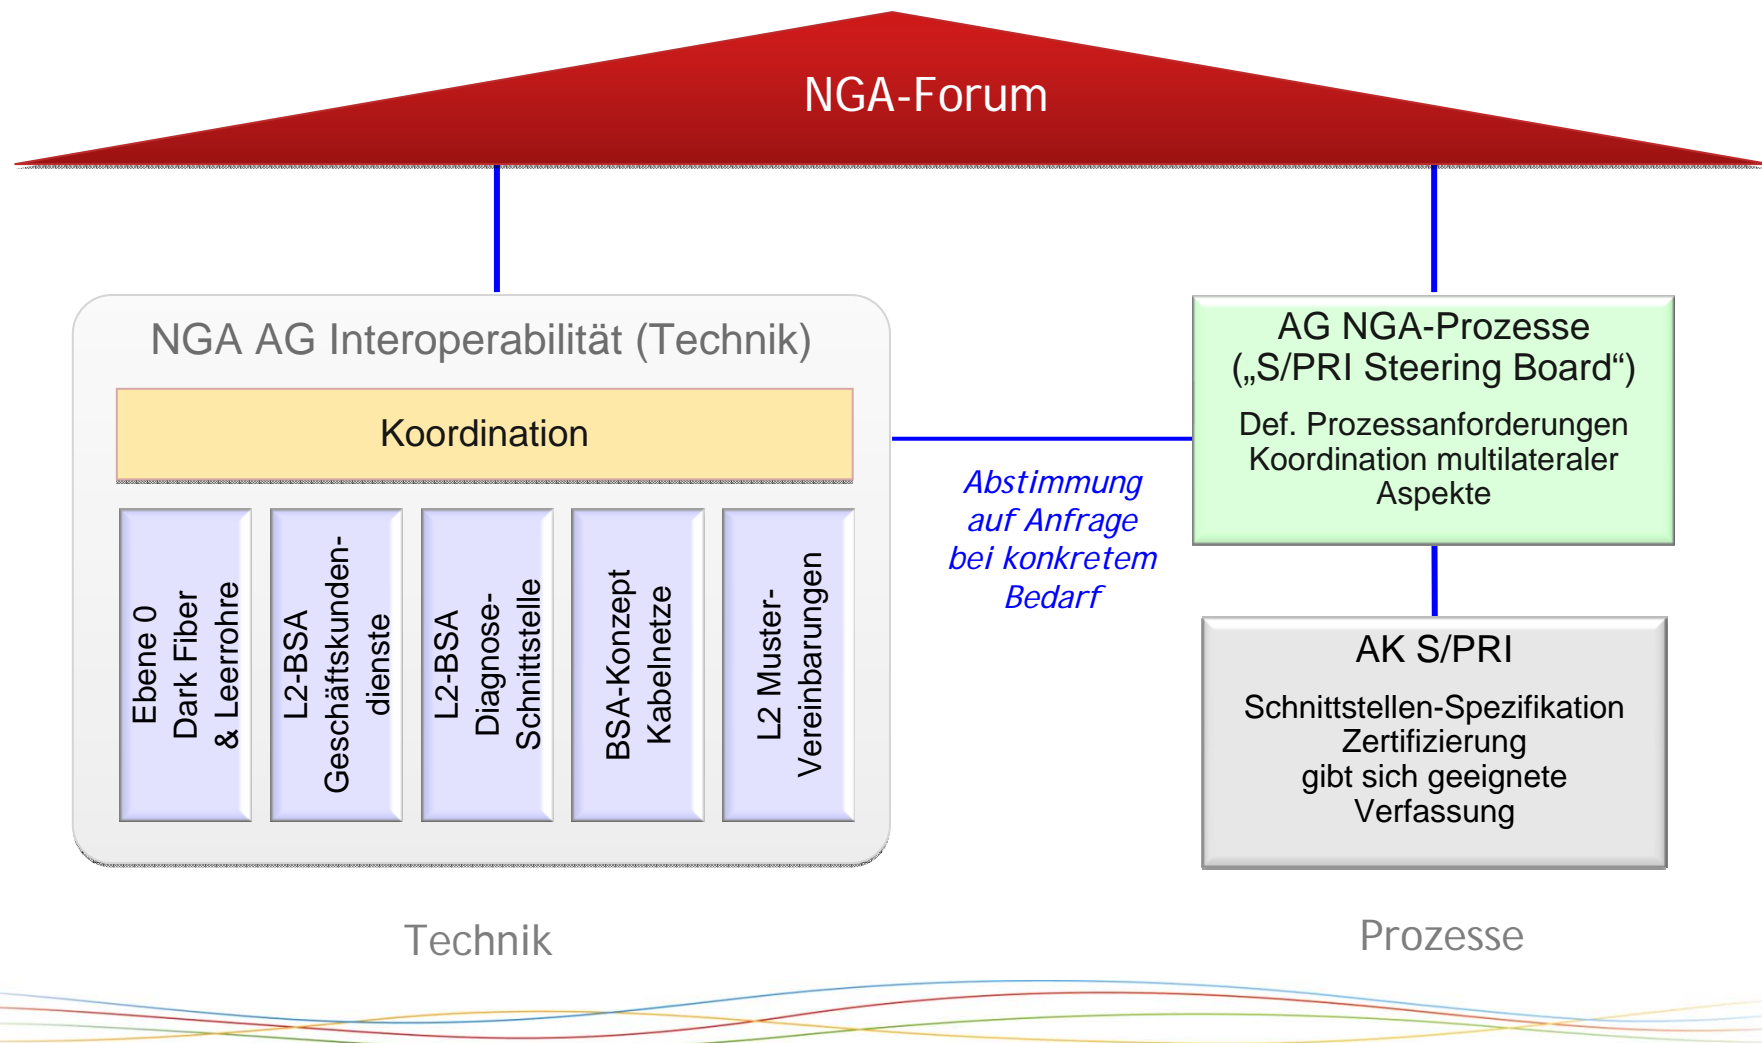 NGA-Forum
NGA AG Interoperabilität (Technik)
Koordination
Ebene 0
Dark Fiber
& Leerrohre
L2-BSA
Geschäftskunden-
dienste
L2-BSA
Diagnose-
Schnittstelle
BSA-Konzept
Kabelnetze
L2 Muster-
Vereinbarungen
Abstimmung
auf Anfrage
bei konkretem
Bedarf
AG NGA-Prozesse
(„S/PRI Steering Board“)
Def. Prozessanforderungen
Koordination multilateraler
Aspekte
AK S/PRI
Schnittstellen-Spezifikation
Zertifizierung
gibt sich geeignete
Verfassung
Technik
Prozesse